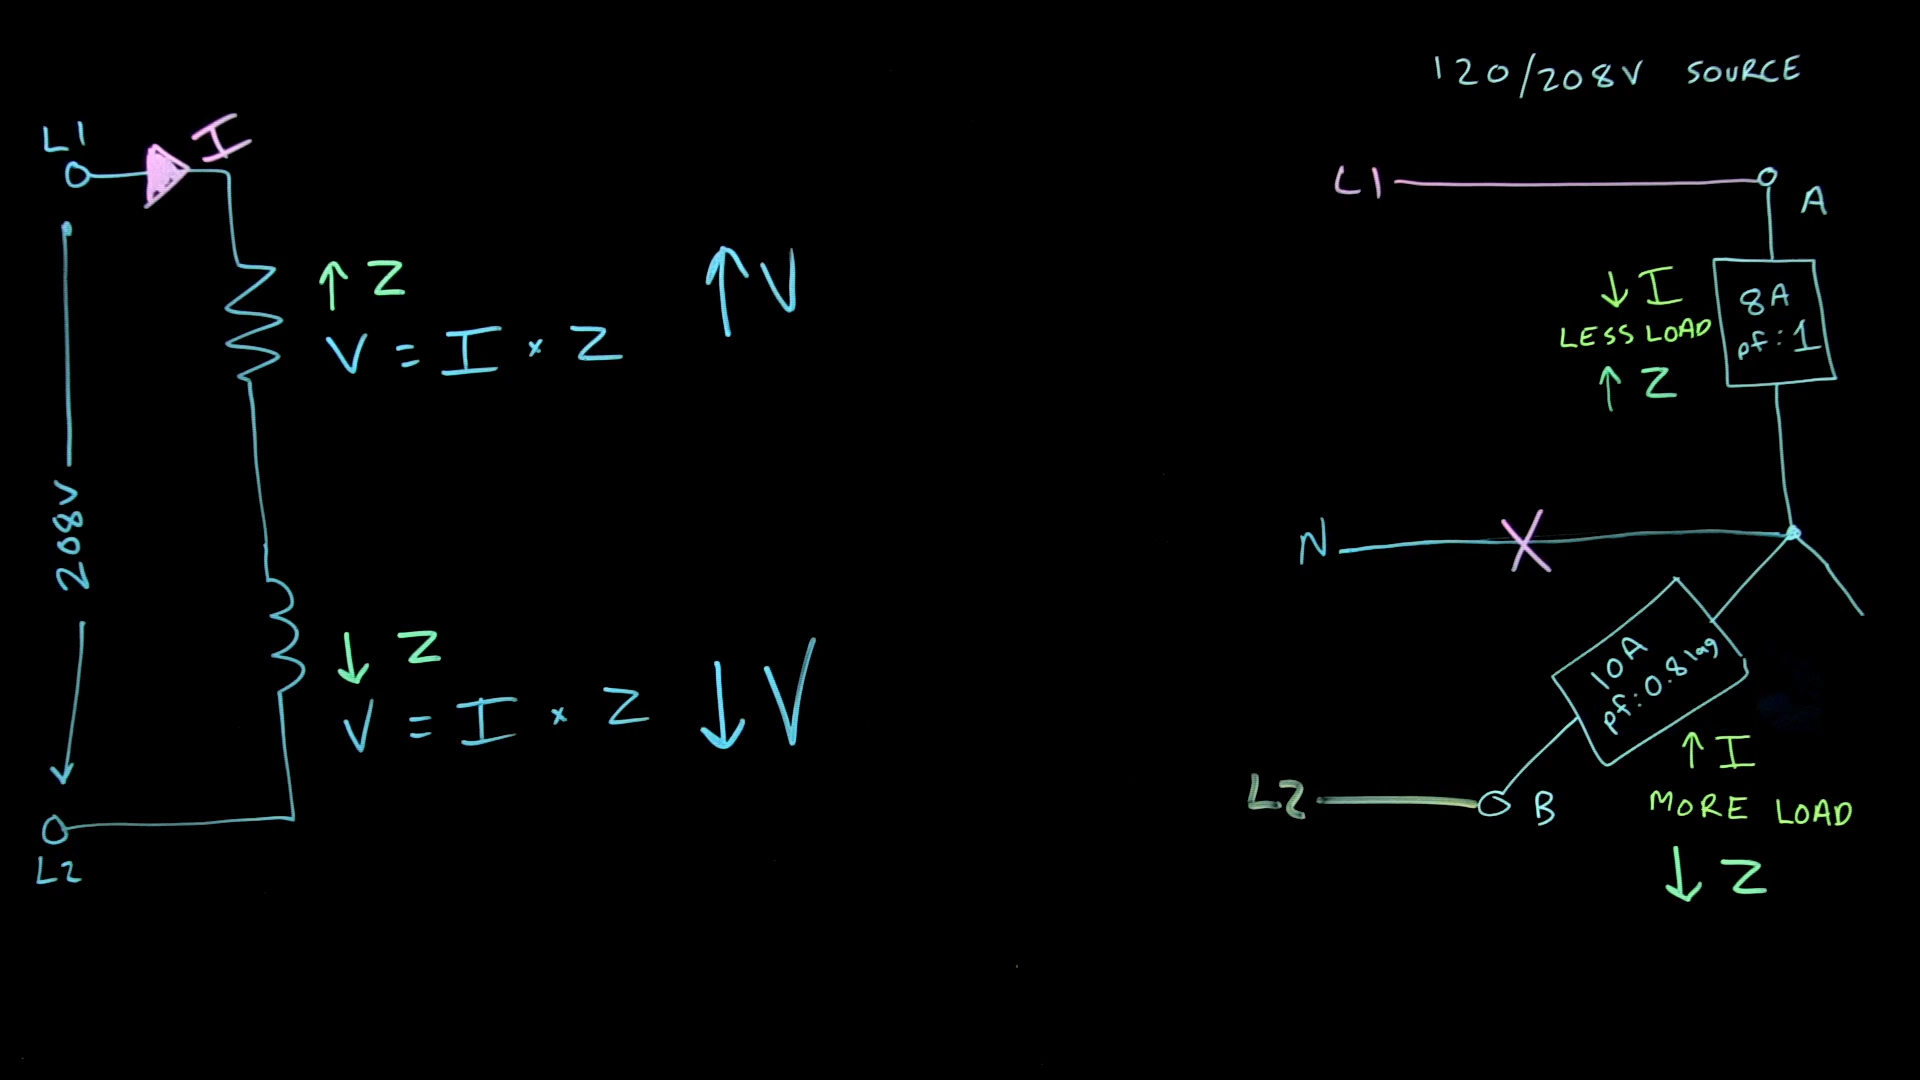 120/208V SOURCE
L1
I
↑ Z
V = I × Z
↑V
208V
↓ Z
V = I × Z
↓V
L2
L1
A
↓ I
LESS LOAD
↑ Z
8A
pf: 1
N
X
10A
pf: 0.8 lag
L2
B
↑ I
MORE LOAD
↓ Z